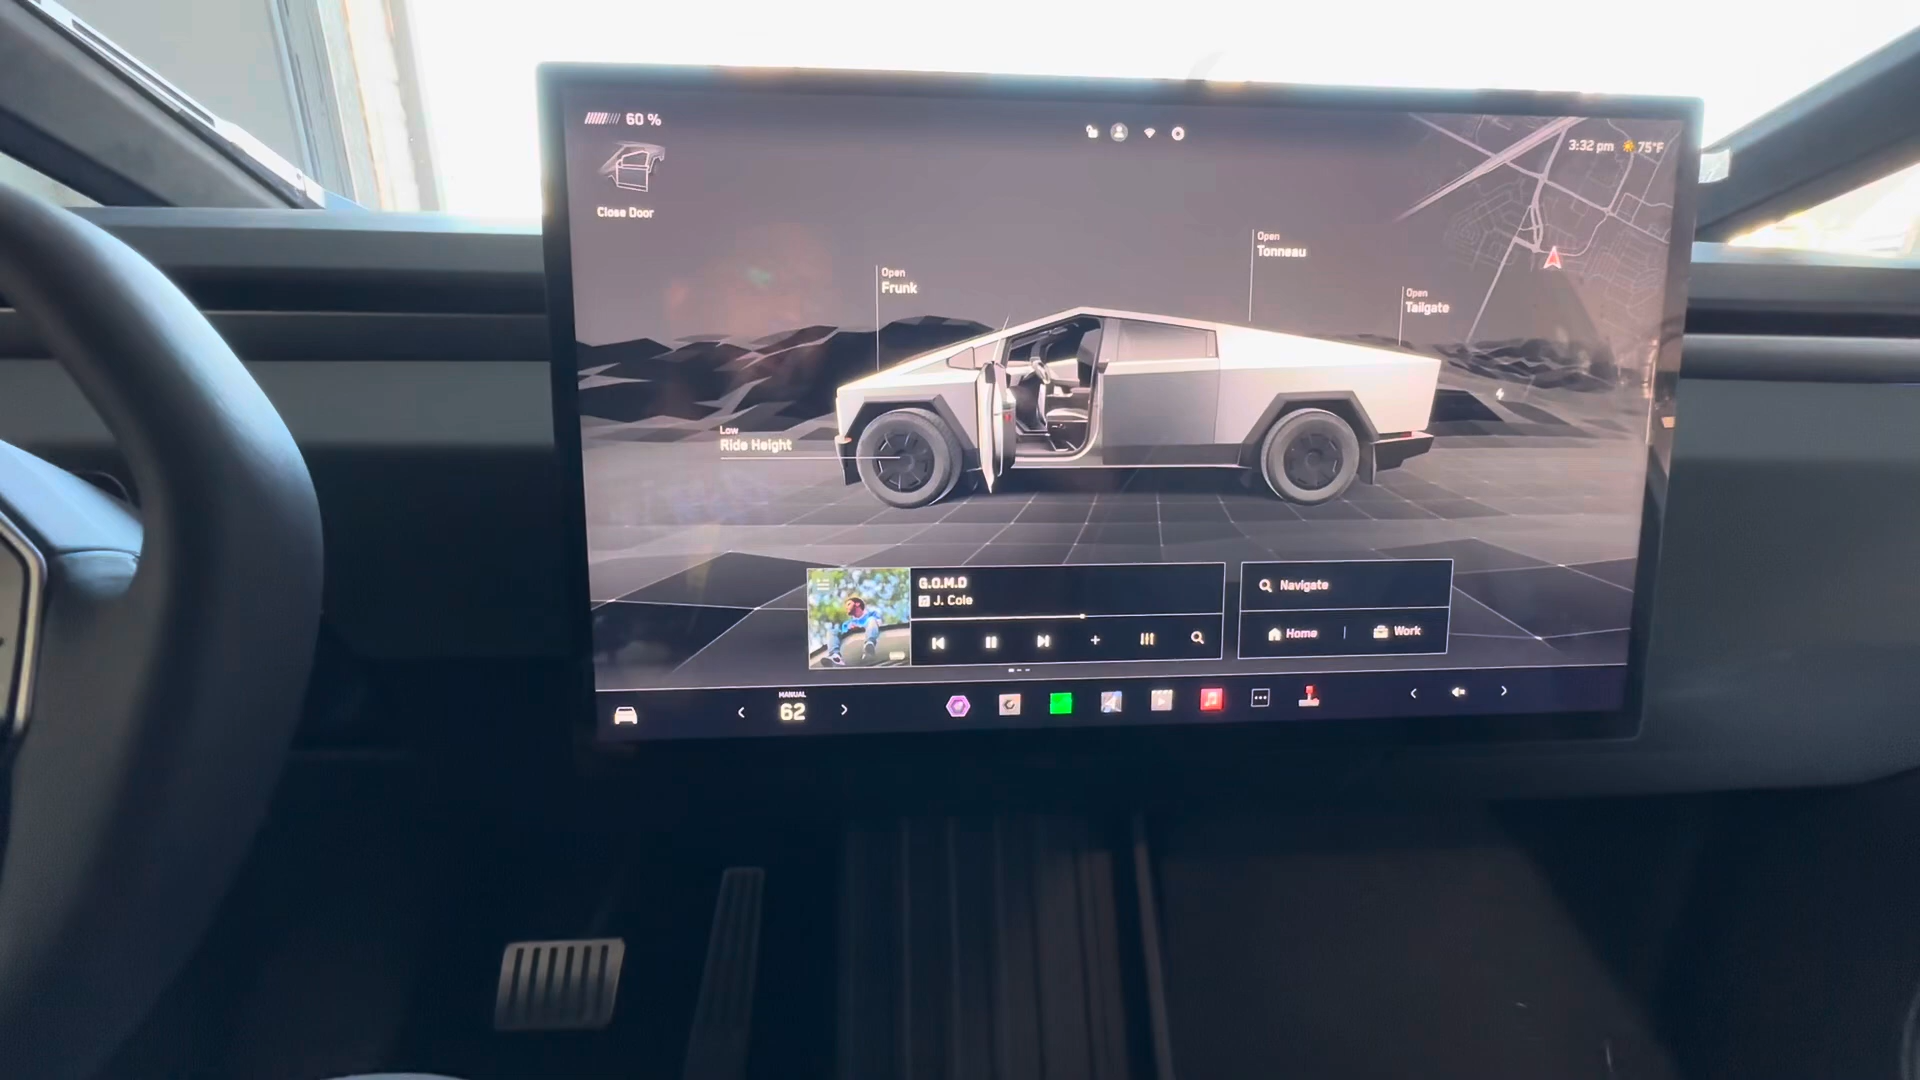 60 %
3:32 pm 75°F
Close Door
Open
Tonneau
Open
Frunk
Open
Tailgate
Low
Ride Height
G.O.M.D
J. Cole
Navigate
Home
Work
MANUAL
62